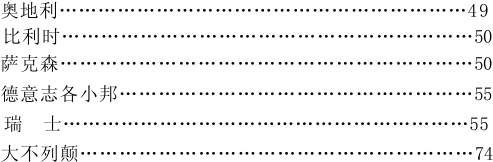 奥地利……………………………………………………49
比利时……………………………………………………50
萨克森……………………………………………………50
德意志各小邦……………………………………………55
瑞　士……………………………………………………55
大不列颠…………………………………………………74